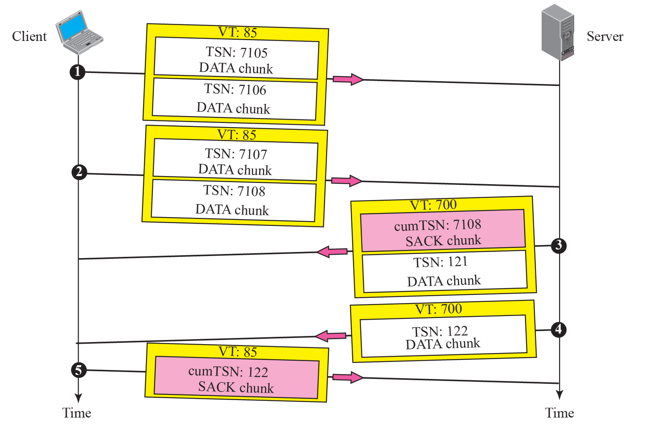 Client
Server
VT: 85
TSN: 7105
DATA chunk
1
TSN: 7106
DATA chunk
VT: 85
TSN: 7107
DATA chunk
2
TSN: 7108
DATA chunk
VT: 700
cumTSN: 7108
SACK chunk
3
TSN: 121
DATA chunk
VT: 700
4
TSN: 122
DATA chunk
VT: 85
5
cumTSN: 122
SACK chunk
Time
Time